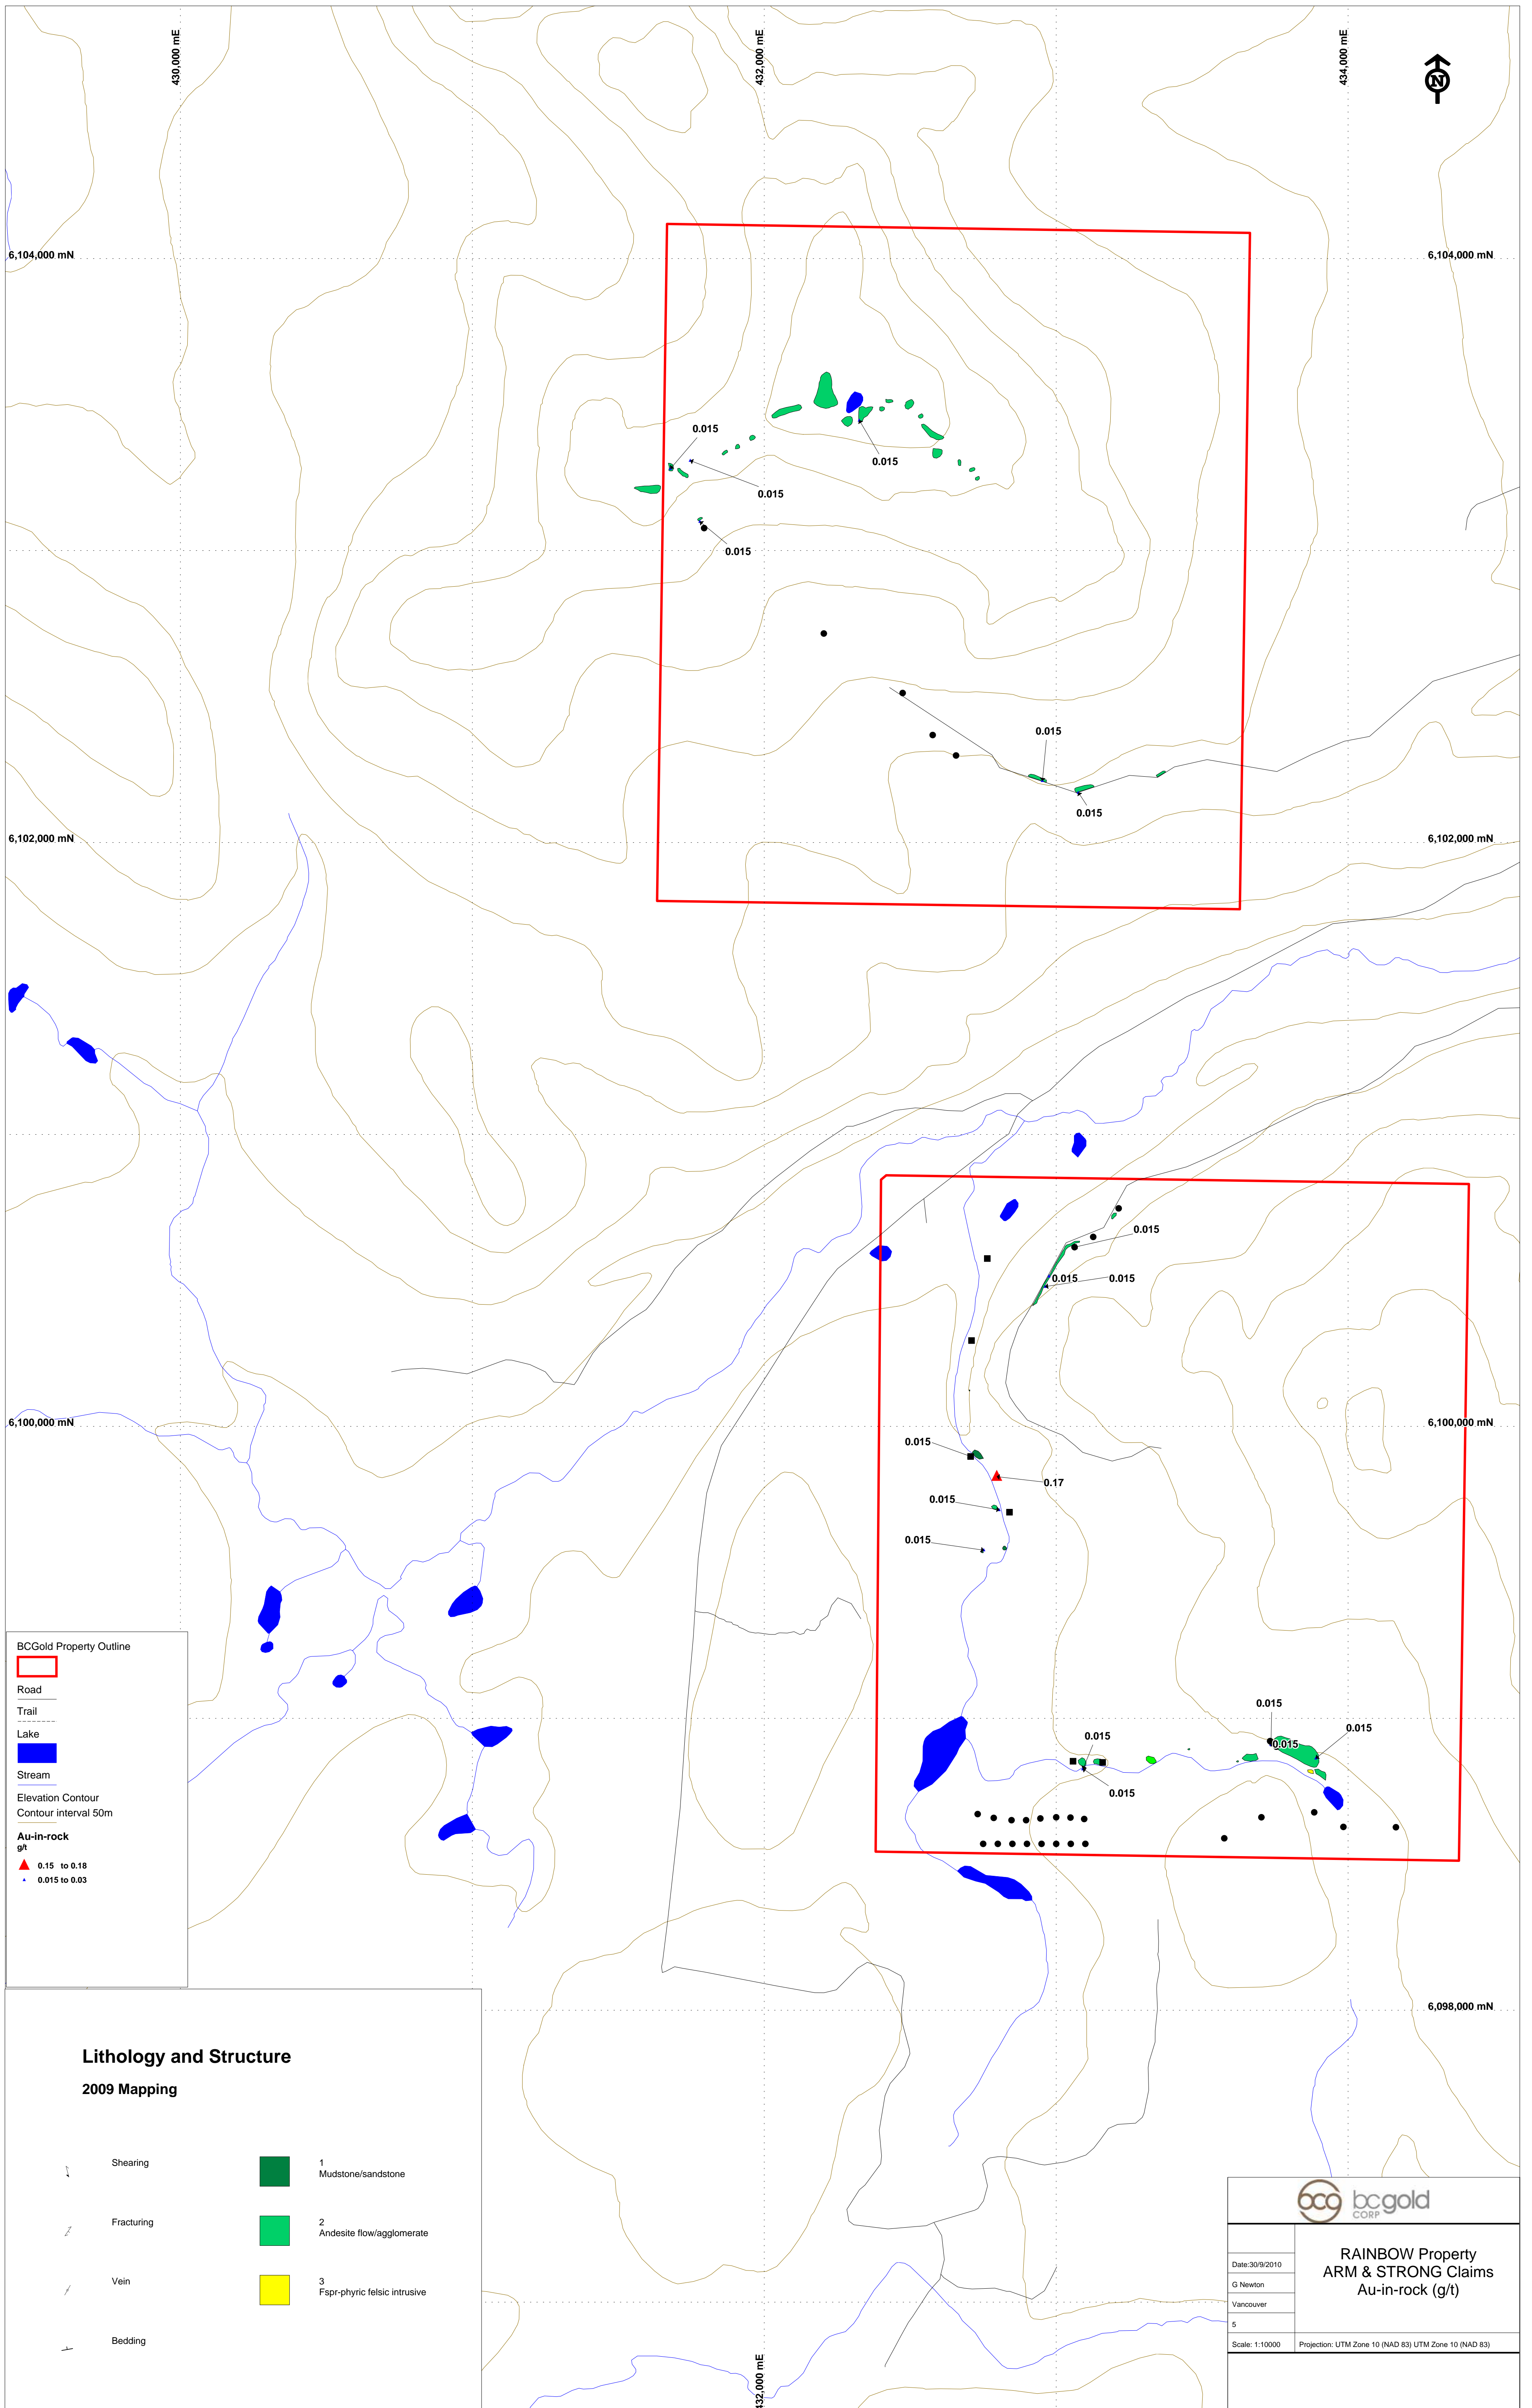 430,000 mE
432,000 mE
434,000 mE
N
6,104,000 mN
6,104,000 mN
0.015
0.015
0.015
0.015
0.015
0.015
6,102,000 mN
6,102,000 mN
0.015
0.015
0.015
6,100,000 mN
6,100,000 mN
0.015
0.17
0.015
0.015
0.015
0.015
0.015
0.015
0.015
BCGold Property Outline
Road
Trail
Lake
Stream
Elevation Contour
Contour interval 50m
Au-in-rock
g/t
0.15 to 0.18
0.015 to 0.03
6,098,000 mN
Lithology and Structure
2009 Mapping
Shearing
Fracturing
Vein
Bedding
1
Mudstone/sandstone
2
Andesite flow/agglomerate
3
Fspr-phyric felsic intrusive
432,000 mE
bcg bcgold
CORP
RAINBOW Property
ARM & STRONG Claims
Au-in-rock (g/t)
Date:30/9/2010
G Newton
Vancouver
5
Scale: 1:10000
Projection: UTM Zone 10 (NAD 83) UTM Zone 10 (NAD 83)